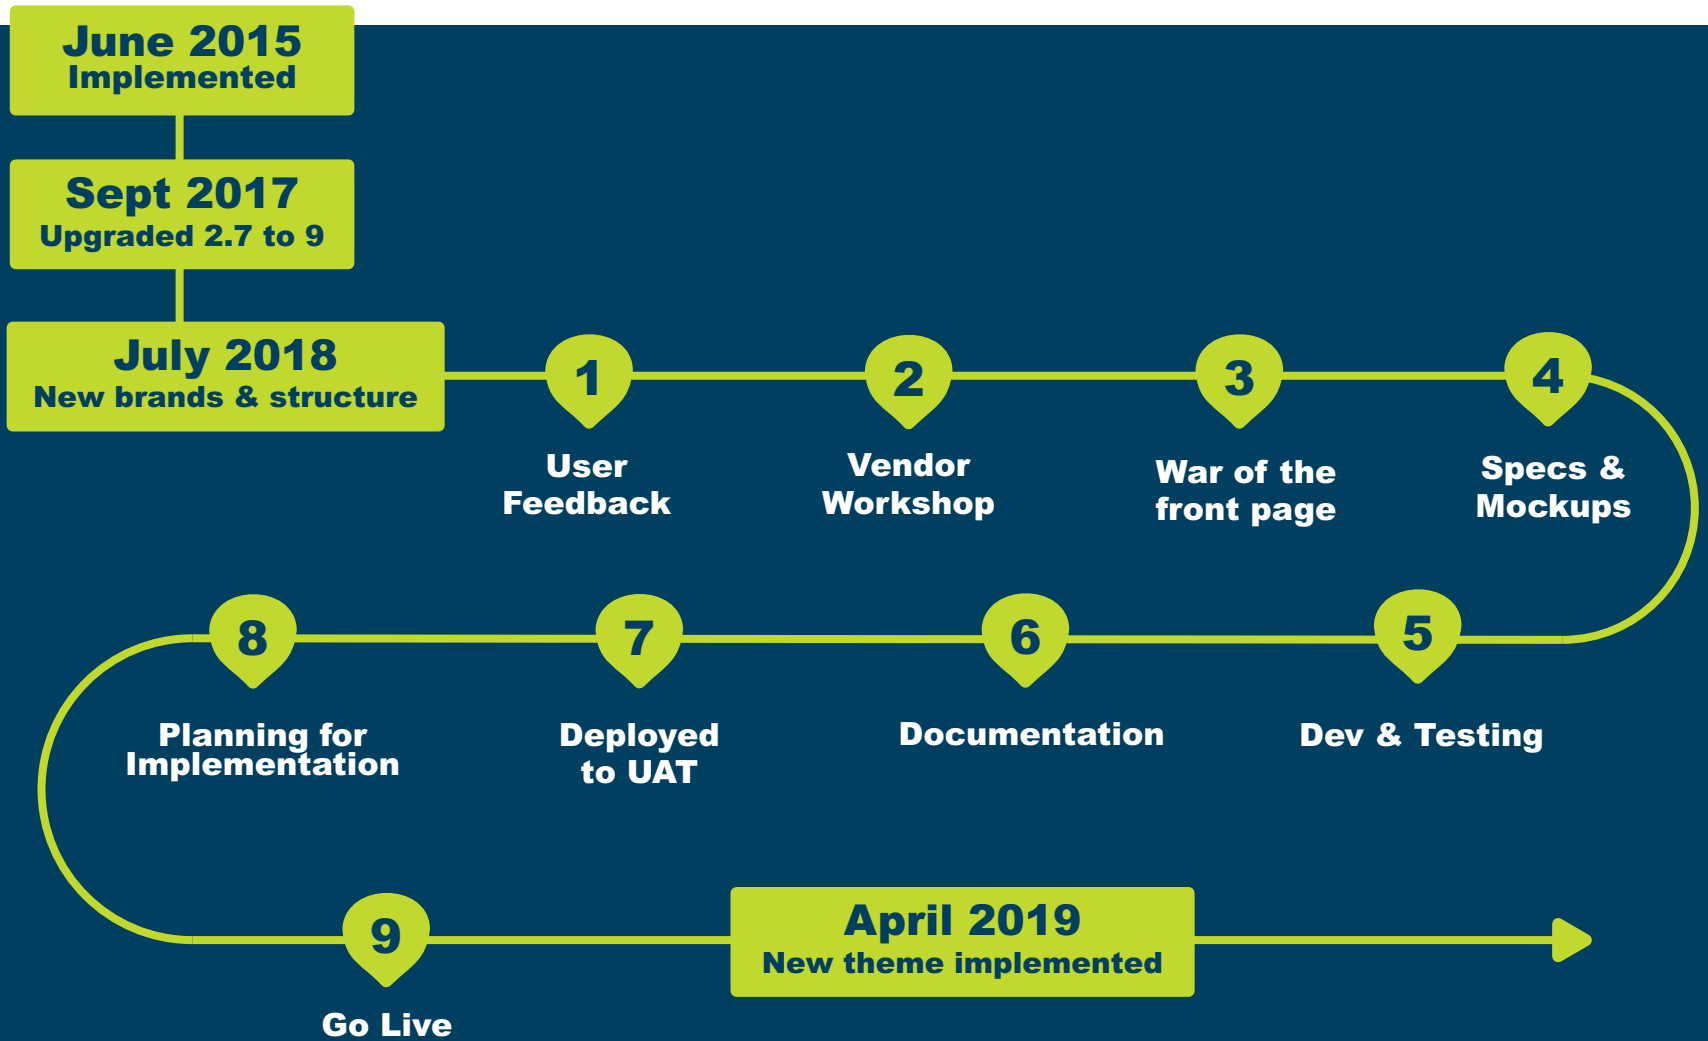 June 2015
Implemented
Sept 2017
Upgraded 2.7 to 9
July 2018
New brands & structure
1
User
Feedback
2
Vendor
Workshop
3
War of the
front page
4
Specs &
Mockups
5
Dev & Testing
6
Documentation
7
Deployed
to UAT
8
Planning for
Implementation
9
Go Live
April 2019
New theme implemented